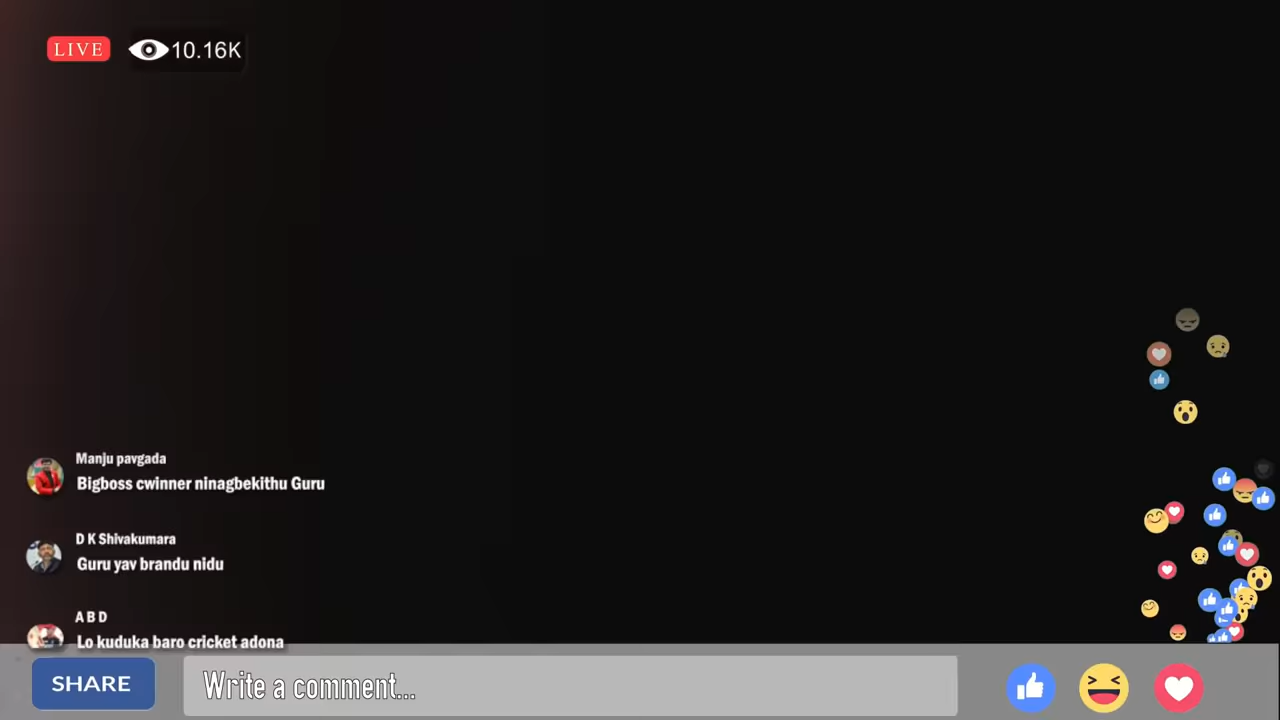 LIVE 10.16K
Manju pavgada
Bigboss cwinner ninagbekithu Guru
D K Shivakumara
Guru yav brandu nidu
A B D
Lo kuduka baro cricket adona
SHARE Write a comment...